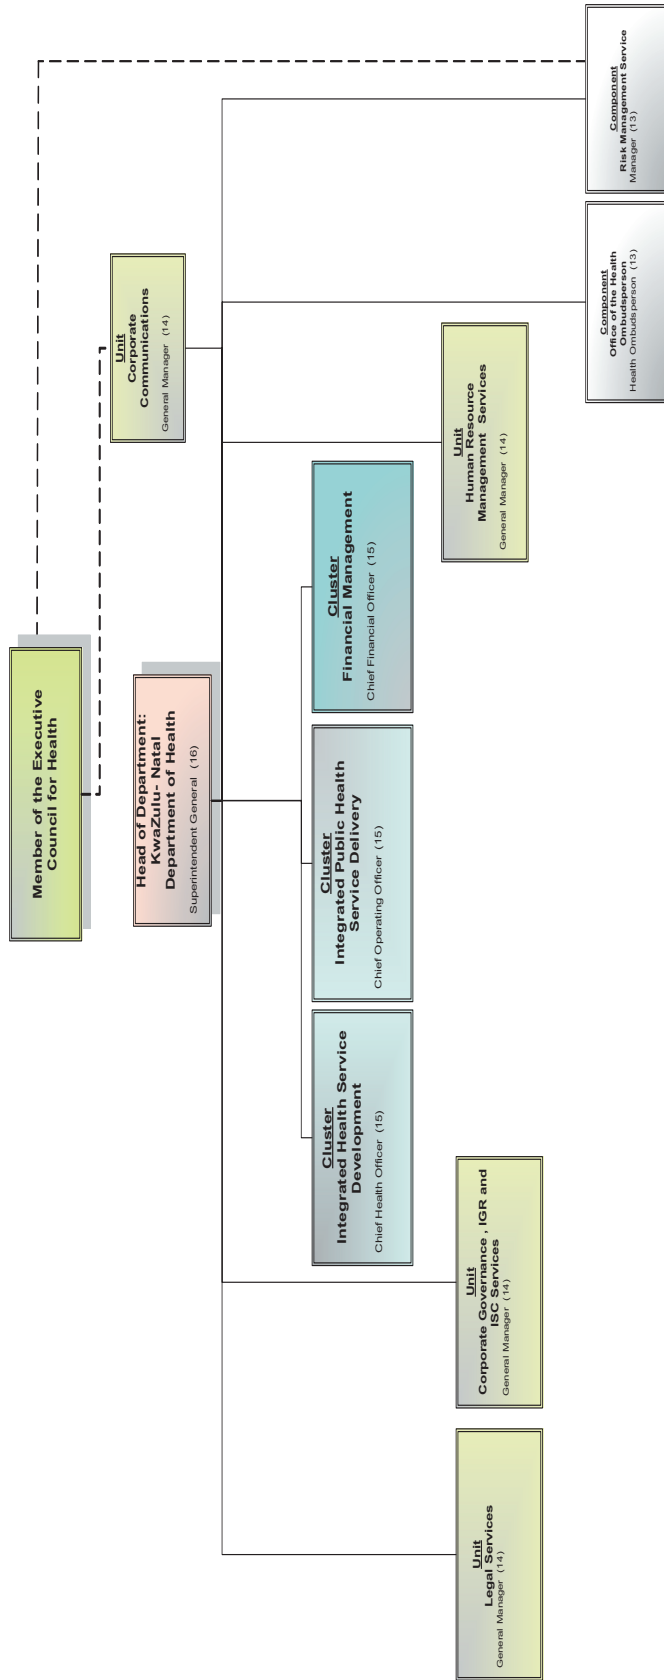 Member of the Executive
Council for Health
Head of Department:
KwaZulu- Natal
Department of Health
Superintendent General (16)
Unit
Corporate
Communications
General Manager (14)
Cluster
Integrated Health Service
Development
Chief Health Officer (15)
Cluster
Integrated Public Health
Service Delivery
Chief Operating Officer (15)
Cluster
Financial Management
Chief Financial Officer (15)
Unit
Legal Services
General Manager (14)
Unit
Corporate Governance , IGR and
ISC Services
General Manager (14)
Unit
Human Resource
Management Services
General Manager (14)
Component
Office of the Health
Ombudsperson
Health Ombudsperson (13)
Component
Risk Management Service
Manager (13)